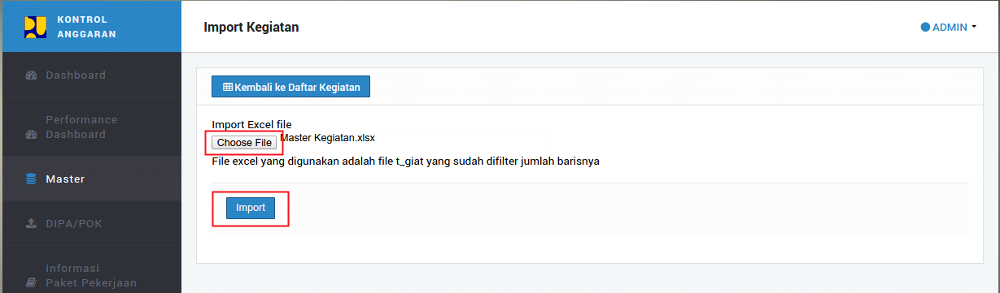 KONTROL
ANGGARAN
Import Kegiatan
ADMIN
Dashboard
Performance
Dashboard
Master
DIPA/POK
Informasi
Paket Pekerjaan
Kembali ke Daftar Kegiatan
Import Excel file
Choose File Master Kegiatan.xlsx
File excel yang digunakan adalah file t_giat yang sudah difilter jumlah barisnya
Import